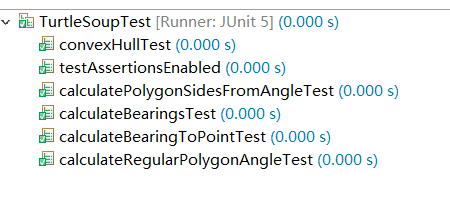 TurtleSoupTest [Runner: JUnit 5] (0.000 s)
convexHullTest (0.000 s)
testAssertionsEnabled (0.000 s)
calculatePolygonSidesFromAngleTest (0.000 s)
calculateBearingsTest (0.000 s)
calculateBearingToPointTest (0.000 s)
calculateRegularPolygonAngleTest (0.000 s)